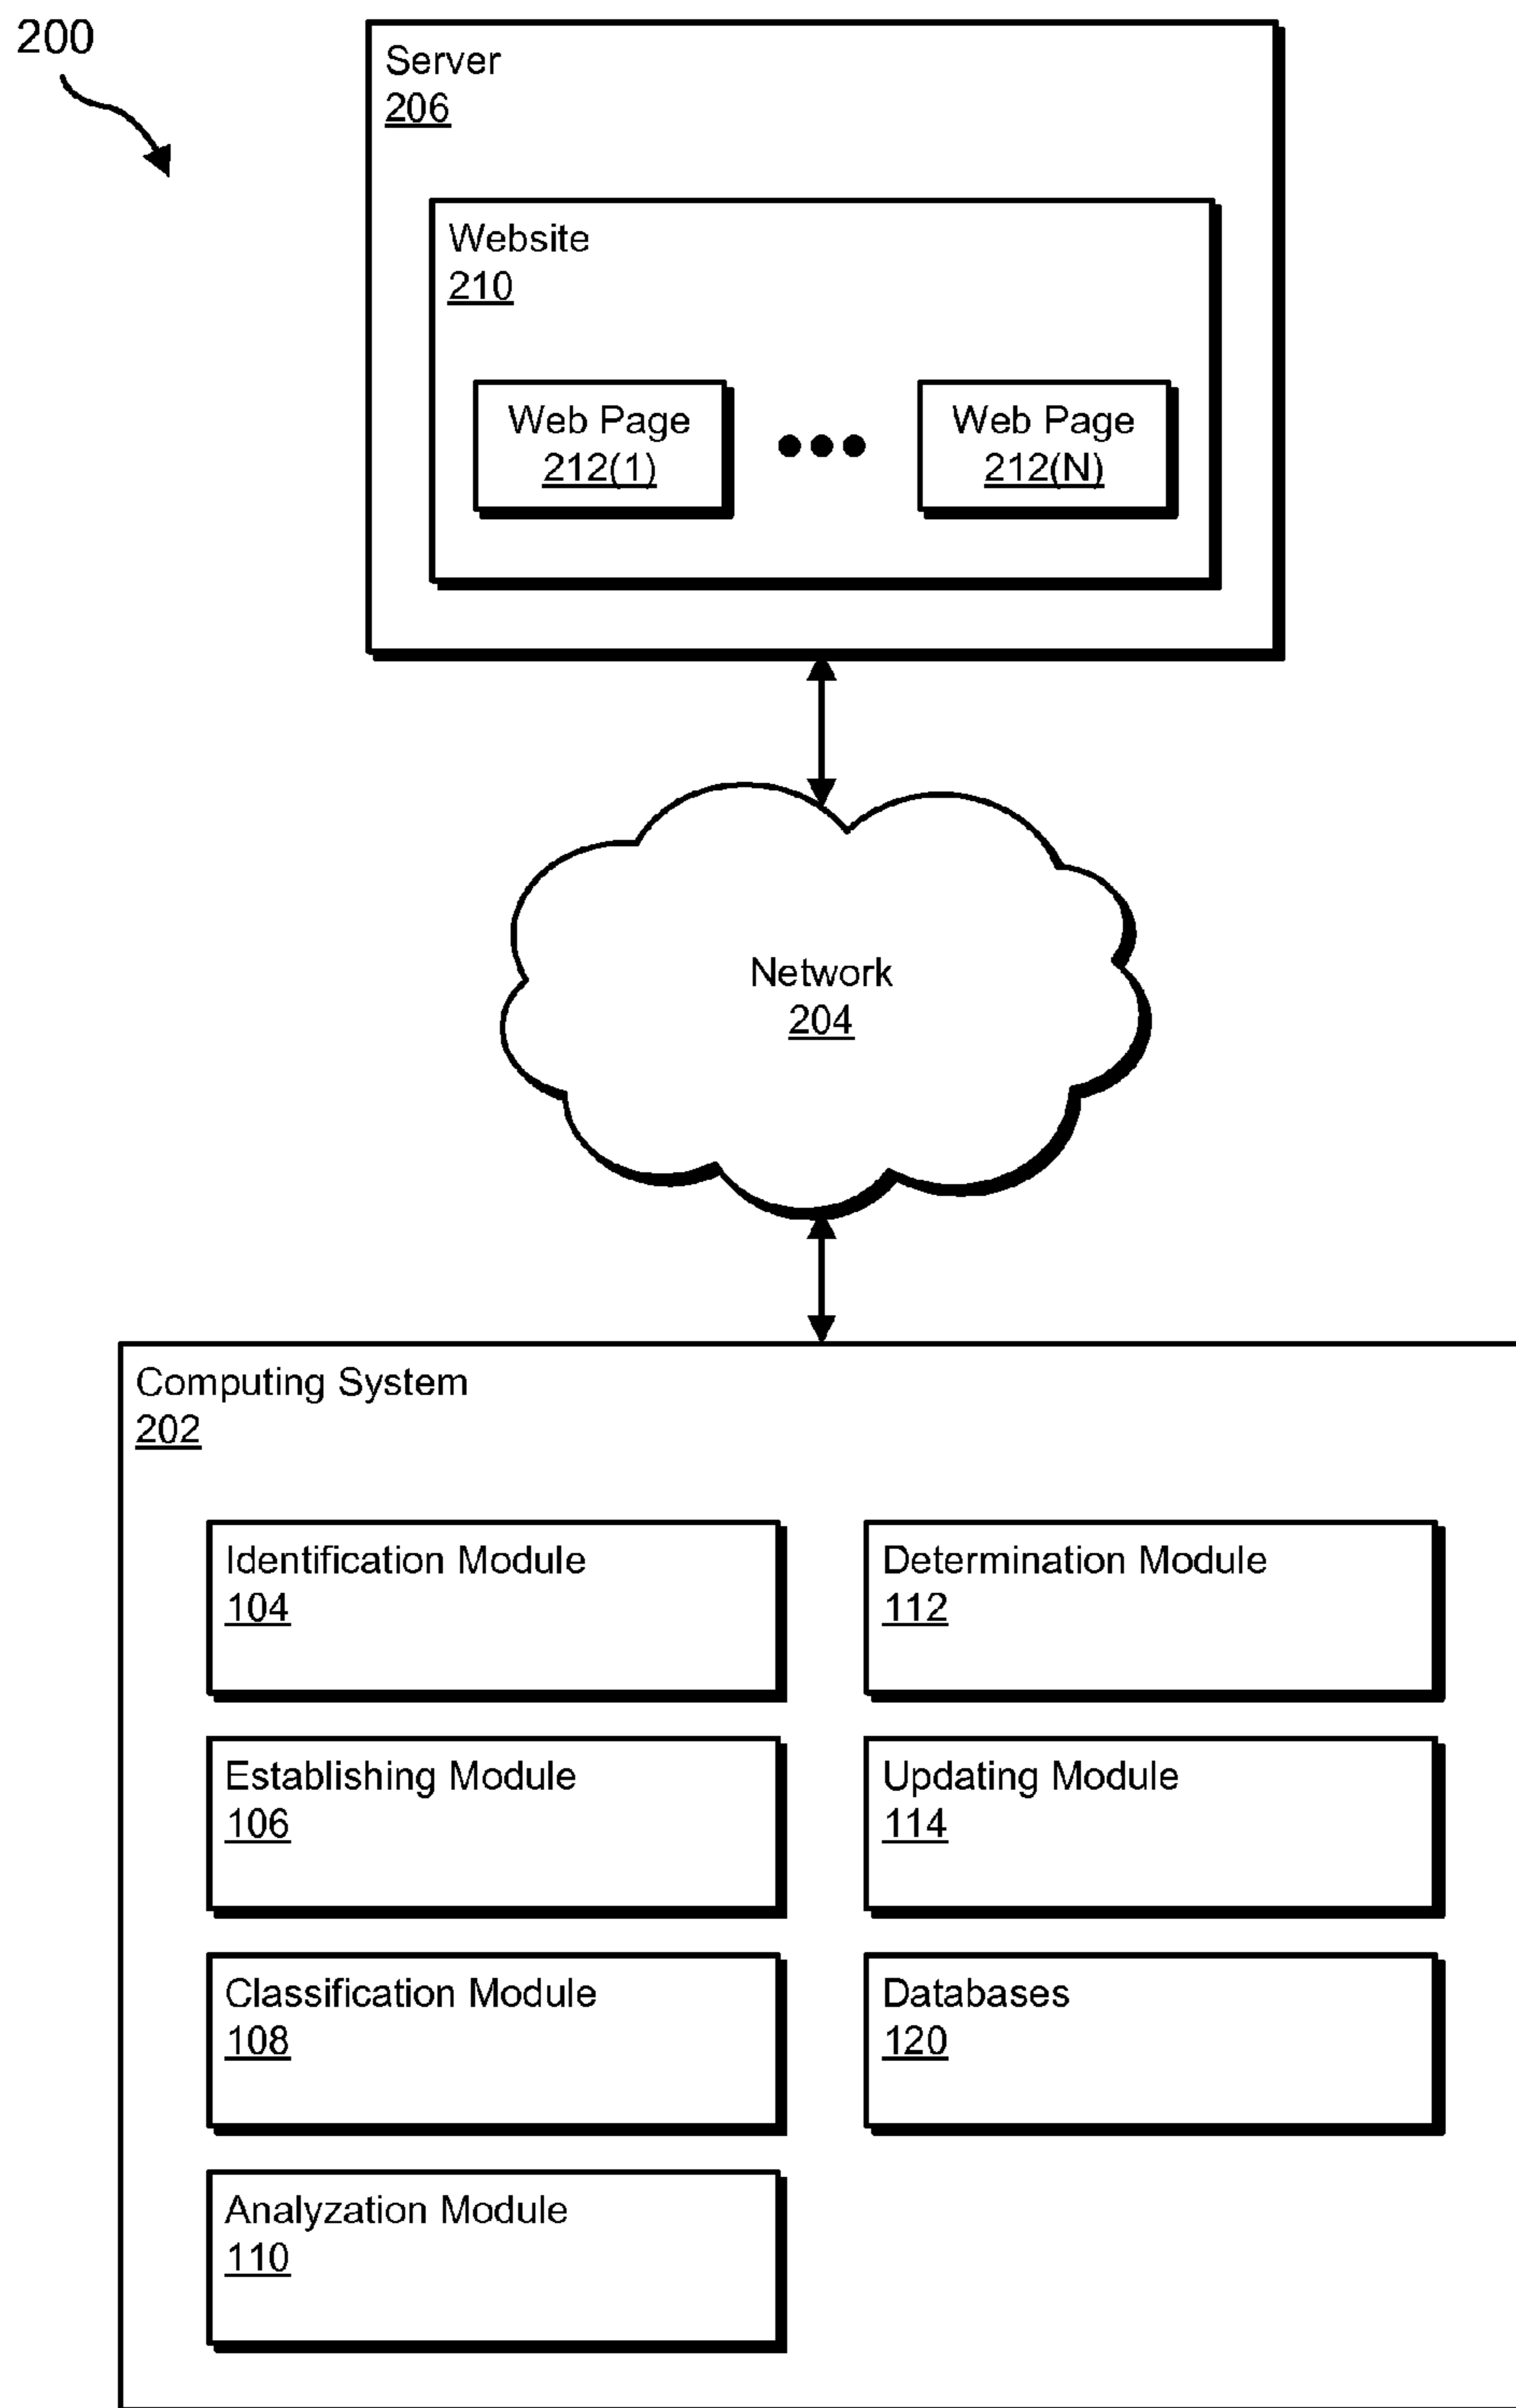 200
Server
206
Website
210
Web Page
212(1)
Web Page
212(N)
Network
204
Computing System
202
Identification Module
104
Determination Module
112
Establishing Module
106
Updating Module
114
Classification Module
108
Databases
120
Analyzation Module
110